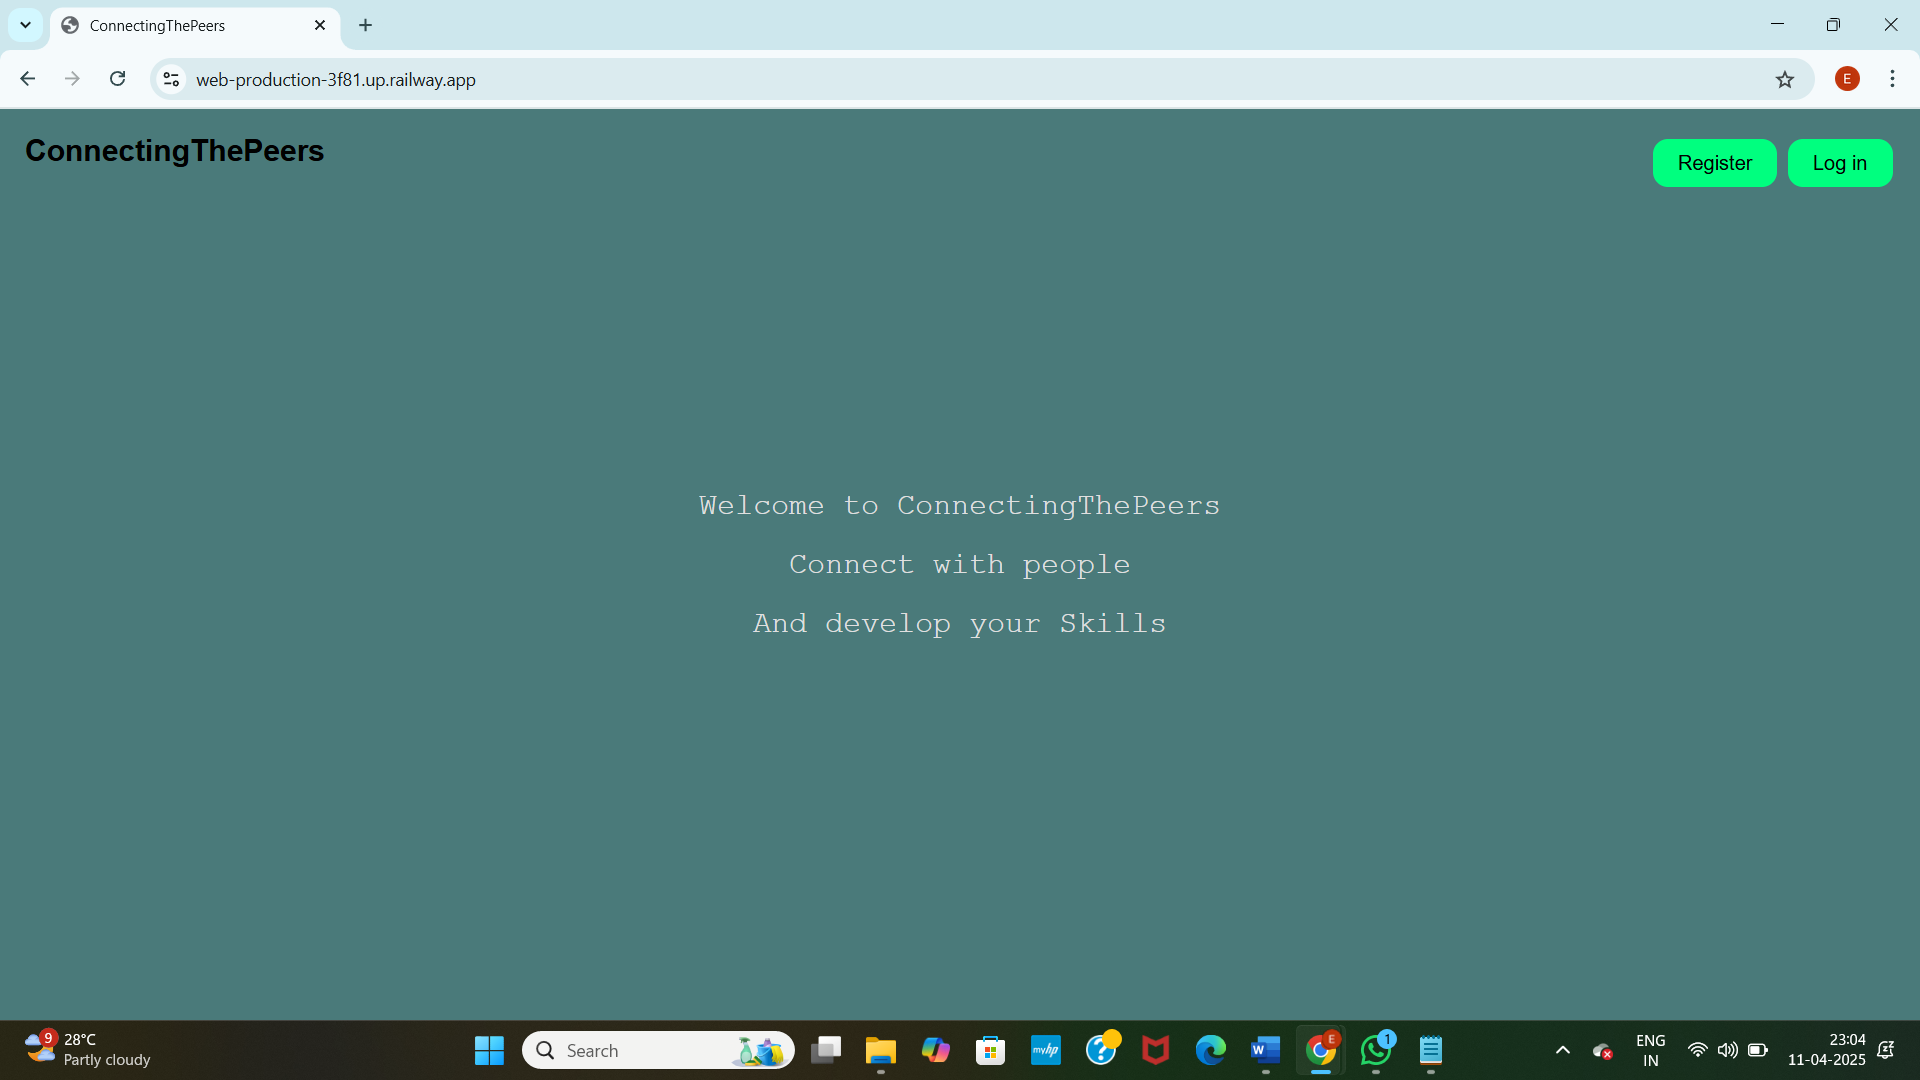 ConnectingThePeers
web-production-3f81.up.railway.app
E
ConnectingThePeers
Register
Log in
Welcome to ConnectingThePeers
Connect with people
And develop your Skills
9
28°C
Partly cloudy
Search
myhp
?
W
E
1
ENG
IN
23:04
11-04-2025